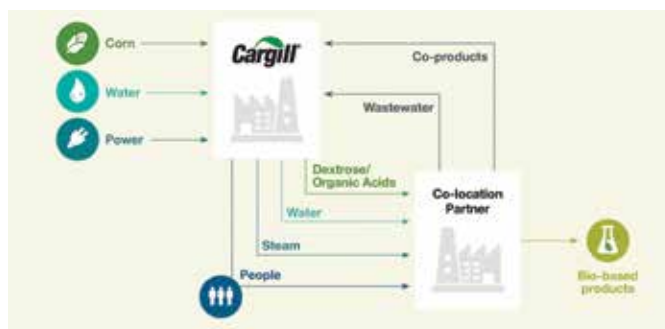 Corn
Cargill
Co-products
Water
Wastewater
Power
Dextrose/
Organic Acids
Co-location
Partner
Water
Steam
People
Bio-based
products